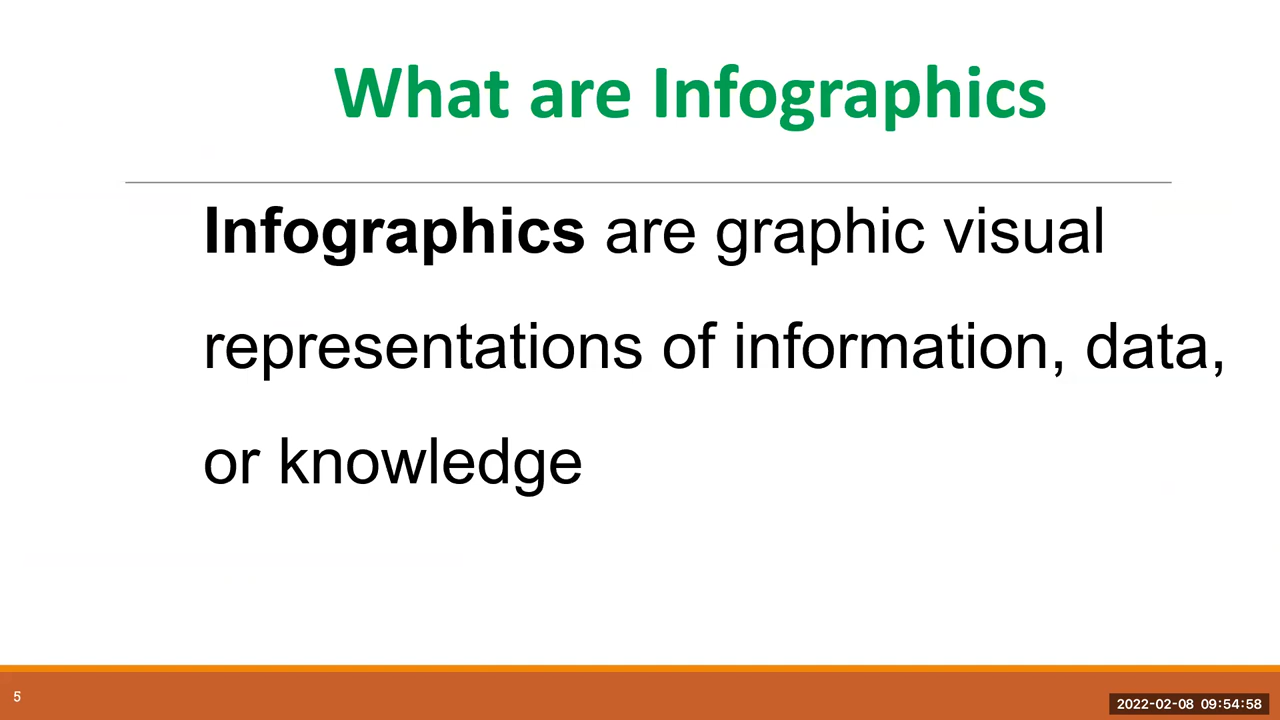 What are Infographics
Infographics are graphic visual
representations of information, data,
or knowledge
5
2022-02-08 09:54:58